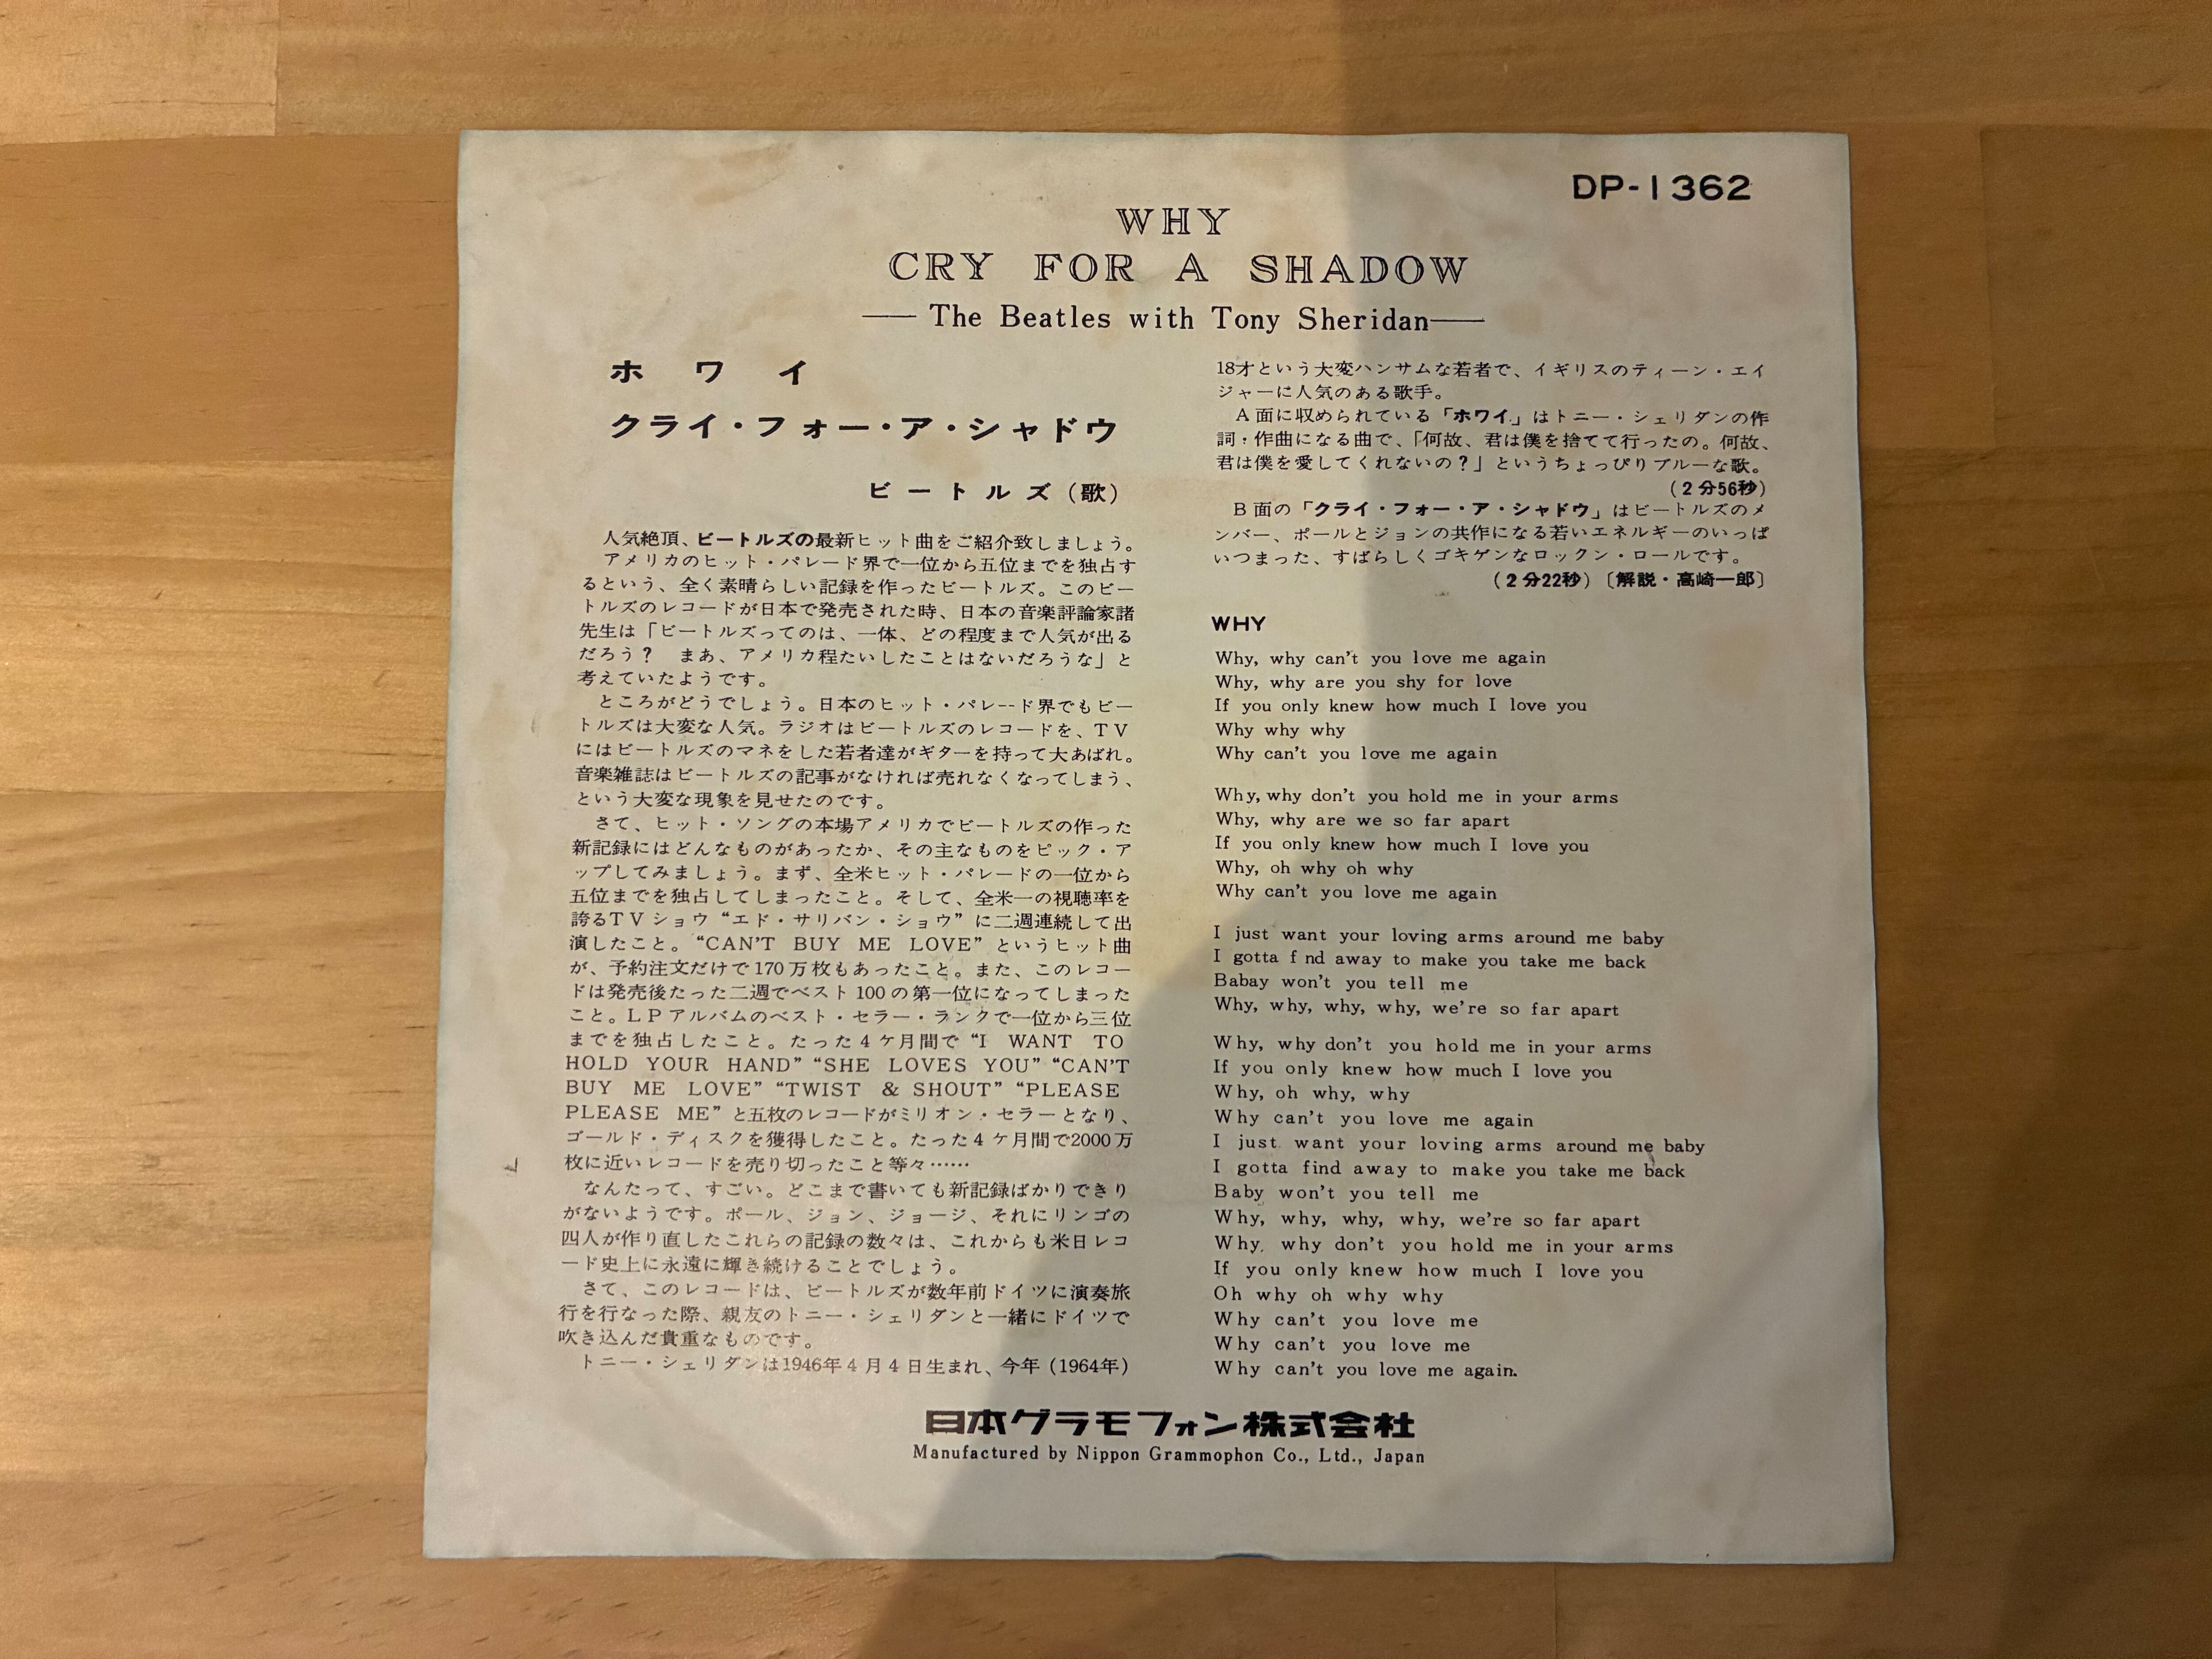 DP-1362
WHY
CRY FOR A SHADOW
—— The Beatles with Tony Sheridan ——
ホワイ
クライ・フォー・ア・シャドウ
ビートルズ（歌）
人気絶頂、ビートルズの最新ヒット曲をご紹介致しましょう。
アメリカのヒット・パレード界で一位から五位までを独占す
るという、全く素晴らしい記録を作ったビートルズ。このビー
トルズのレコードが日本で発売された時、日本の音楽評論家諸
先生は「ビートルズってのは、一体、どの程度まで人気が出る
だろう？　まあ、アメリカ程たいしたことはないだろうな」と
考えていたようです。
ところがどうでしょう。日本のヒット・パレード界でもビー
トルズは大変な人気。ラジオはビートルズのレコードを、TV
にはビートルズのマネをした若者達がギターを持って大あばれ。
音楽雑誌はビートルズの記事がなければ売れなくなってしまう、
という大変な現象を見せたのです。
さて、ヒット・ソングの本場アメリカでビートルズの作った
新記録にはどんなものがあったか、その主なものをピック・ア
ップしてみましょう。まず、全米ヒット・パレードの一位から
五位までを独占してしまったこと。そして、全米一の視聴率を
誇るTVショウ“エド・サリバン・ショウ”に二週連続して出
演したこと。“CAN'T BUY ME LOVE”というヒット曲
が、予約注文だけで170万枚もあったこと。また、このレコー
ドは発売後たった二週でベスト100の第一位になってしまった
こと。LPアルバムのベスト・セラー・ランクで一位から三位
までを独占したこと。たった4ケ月間で“I WANT TO
HOLD YOUR HAND”“SHE LOVES YOU”“CAN'T
BUY ME LOVE”“TWIST & SHOUT”“PLEASE
PLEASE ME”と五枚のレコードがミリオン・セラーとなり、
ゴールド・ディスクを獲得したこと。たった4ケ月間で2000万
枚に近いレコードを売り切ったこと等々……
なんたって、すごい。どこまで書いても新記録ばかりできり
がないようです。ポール、ジョン、ジョージ、それにリンゴの
四人が作り直したこれらの記録の数々は、これからも米日レコ
ード史上に永遠に輝き続けることでしょう。
さて、このレコードは、ビートルズが数年前ドイツに演奏旅
行を行なった際、親友のトニー・シェリダンと一緒にドイツで
吹き込んだ貴重なものです。
トニー・シェリダンは1946年4月4日生まれ、今年（1964年）
18才という大変ハンサムな若者で、イギリスのティーン・エイ
ジャーに人気のある歌手。
A面に収められている「ホワイ」はトニー・シェリダンの作
詞・作曲になる曲で、「何故、君は僕を捨てて行ったの。何故、
君は僕を愛してくれないの？」というちょっぴりブルーな歌。
（2分56秒）
B面の「クライ・フォー・ア・シャドウ」はビートルズのメ
ンバー、ポールとジョンの共作になる若いエネルギーのいっぱ
いつまった、すばらしくゴキゲンなロックン・ロールです。
（2分22秒）〔解説・高崎一郎〕
WHY
Why, why can't you love me again
Why, why are you shy for love
If you only knew how much I love you
Why why why
Why can't you love me again
Why, why don't you hold me in your arms
Why, why are we so far apart
If you only knew how much I love you
Why, oh why oh why
Why can't you love me again
I just want your loving arms around me baby
I gotta f nd away to make you take me back
Babay won't you tell me
Why, why, why, why, we're so far apart
Why, why don't you hold me in your arms
If you only knew how much I love you
Why, oh why, why
Why can't you love me again
I just want your loving arms around me baby
I gotta find away to make you take me back
Baby won't you tell me
Why, why, why, why, we're so far apart
Why, why don't you hold me in your arms
If you only knew how much I love you
Oh why oh why why
Why can't you love me
Why can't you love me
Why can't you love me again.
日本グラモフォン株式会社
Manufactured by Nippon Grammophon Co., Ltd., Japan